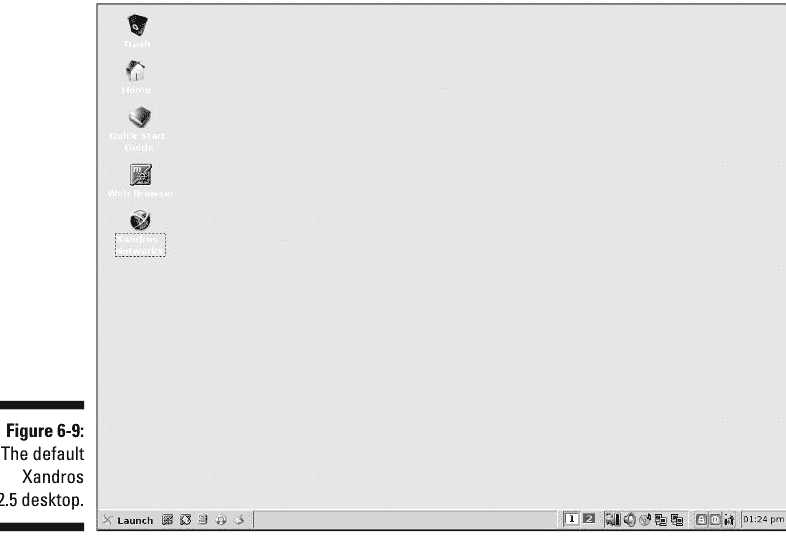 Trash
Home
Quick Start
Guide
Web Browser
Xandros
Networks
Figure 6-9:
The default
Xandros
2.5 desktop.
Launch
1
2
01:24 pm